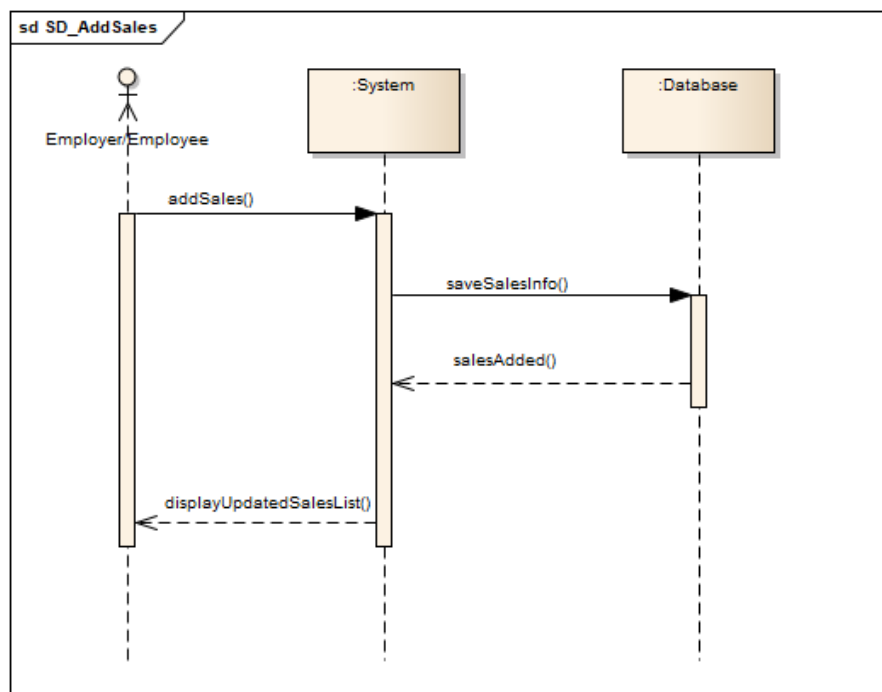 sd SD_AddSales
:System
:Database
Employer/Employee
addSales()
saveSalesInfo()
salesAdded()
displayUpdatedSalesList()